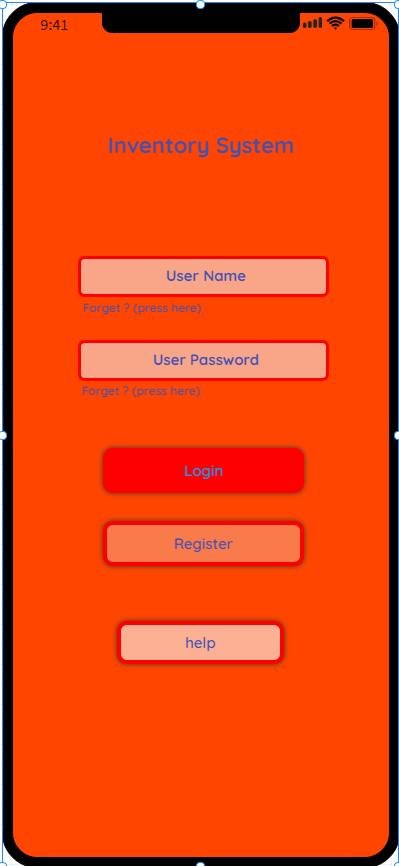 9:41
Inventory System
User Name
Forget ? (press here)
User Password
Forget ? (press here)
Login
Register
help